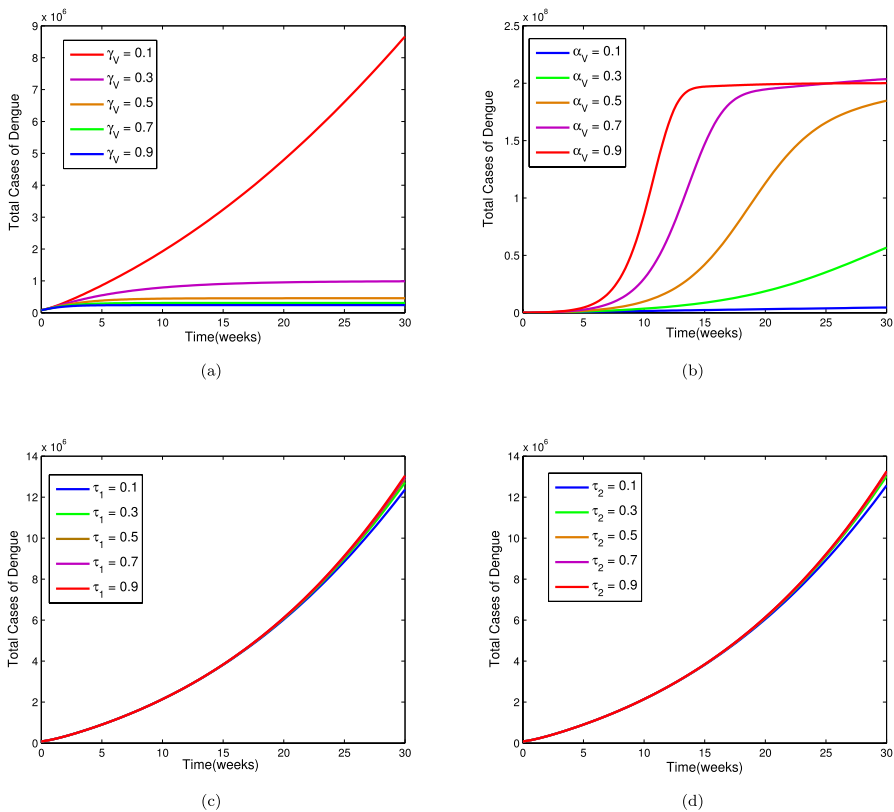 x 10^6
9
8
7
6
5
4
3
2
1
0
Total Cases of Dengue
γ_V = 0.1
γ_V = 0.3
γ_V = 0.5
γ_V = 0.7
γ_V = 0.9
0 5 10 15 20 25 30
Time(weeks)
(a)
x 10^8
2.5
2
1.5
1
0.5
0
Total Cases of Dengue
α_V = 0.1
α_V = 0.3
α_V = 0.5
α_V = 0.7
α_V = 0.9
0 5 10 15 20 25 30
Time(weeks)
(b)
x 10^6
14
12
10
8
6
4
2
0
Total Cases of Dengue
τ_1 = 0.1
τ_1 = 0.3
τ_1 = 0.5
τ_1 = 0.7
τ_1 = 0.9
0 5 10 15 20 25 30
Time(weeks)
(c)
x 10^6
14
12
10
8
6
4
2
0
Total Cases of Dengue
τ_2 = 0.1
τ_2 = 0.3
τ_2 = 0.5
τ_2 = 0.7
τ_2 = 0.9
0 5 10 15 20 25 30
Time(weeks)
(d)